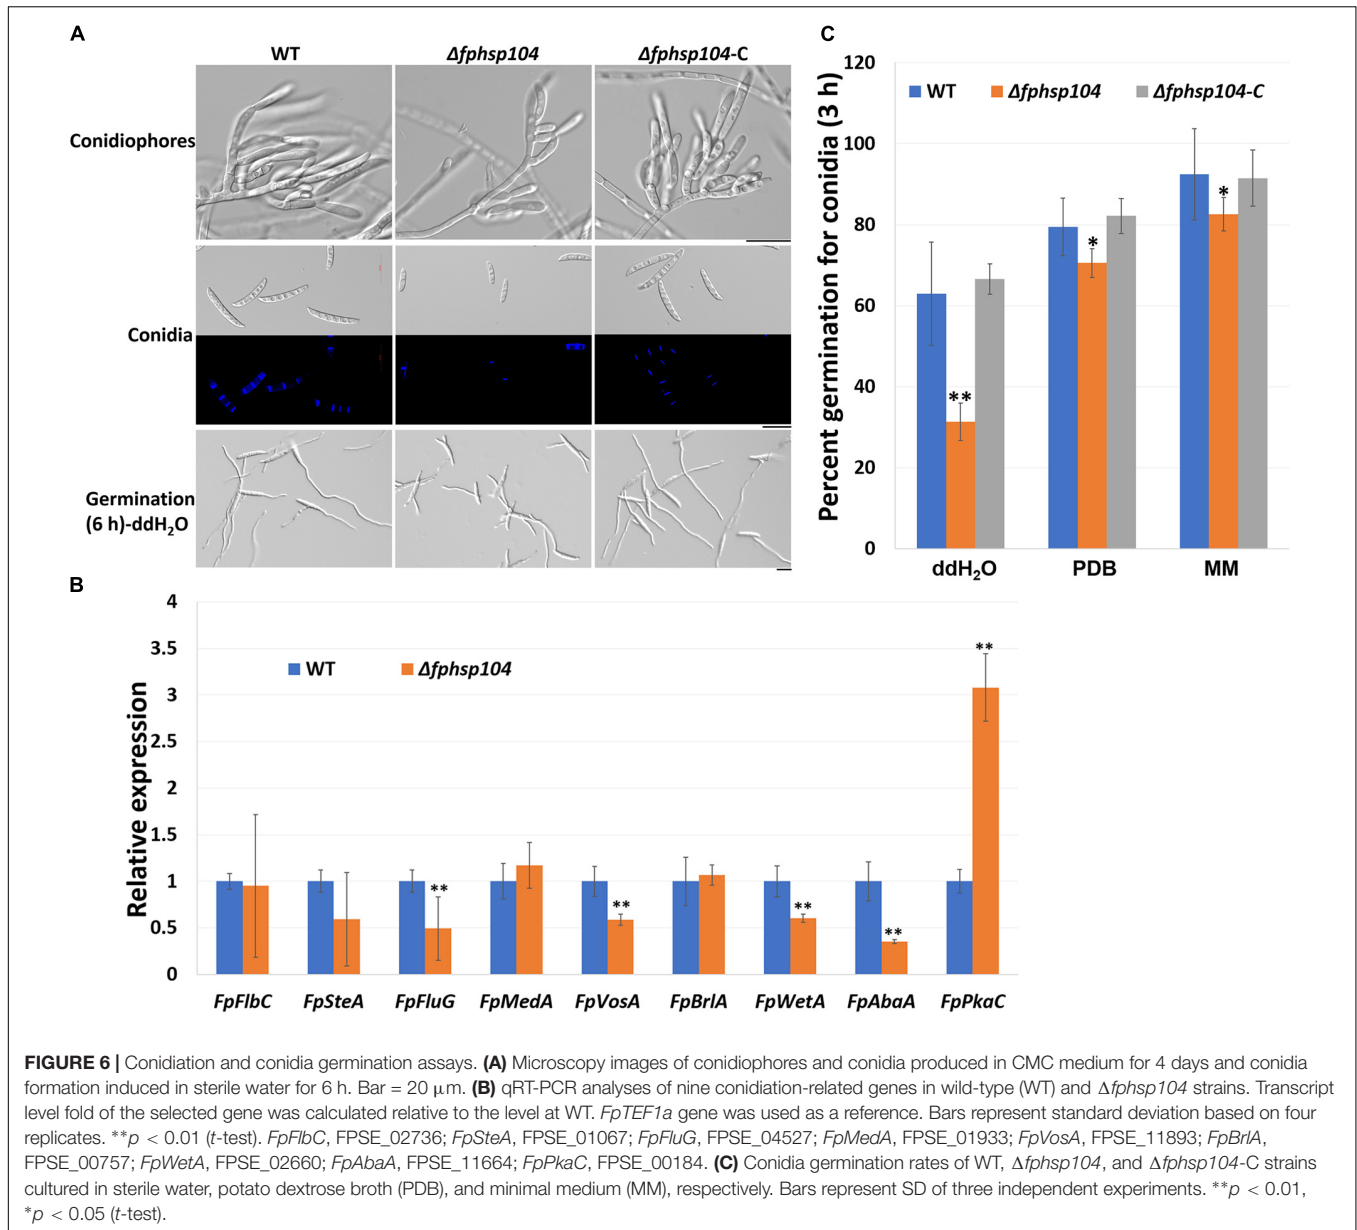 A
WT
Δfphsp104
Δfphsp104-C
Conidiophores
Conidia
Germination
(6 h)-ddH₂O
C
Percent germination for conidia (3 h)
120
100
80
60
40
20
0
WT
Δfphsp104
Δfphsp104-C
**
*
*
ddH₂O
PDB
MM
B
Relative expression
4
3.5
3
2.5
2
1.5
1
0.5
0
WT
Δfphsp104
**
**
**
**
**
FpFlbC
FpSteA
FpFluG
FpMedA
FpVosA
FpBrlA
FpWetA
FpAbaA
FpPkaC
FIGURE 6 | Conidiation and conidia germination assays. (A) Microscopy images of conidiophores and conidia produced in CMC medium for 4 days and conidia
formation induced in sterile water for 6 h. Bar = 20 μm. (B) qRT-PCR analyses of nine conidiation-related genes in wild-type (WT) and Δfphsp104 strains. Transcript
level fold of the selected gene was calculated relative to the level at WT. FpTEF1a gene was used as a reference. Bars represent standard deviation based on four
replicates. **p < 0.01 (t-test). FpFlbC, FPSE_02736; FpSteA, FPSE_01067; FpFluG, FPSE_04527; FpMedA, FPSE_01933; FpVosA, FPSE_11893; FpBrlA,
FPSE_00757; FpWetA, FPSE_02660; FpAbaA, FPSE_11664; FpPkaC, FPSE_00184. (C) Conidia germination rates of WT, Δfphsp104, and Δfphsp104-C strains
cultured in sterile water, potato dextrose broth (PDB), and minimal medium (MM), respectively. Bars represent SD of three independent experiments. **p < 0.01,
*p < 0.05 (t-test).